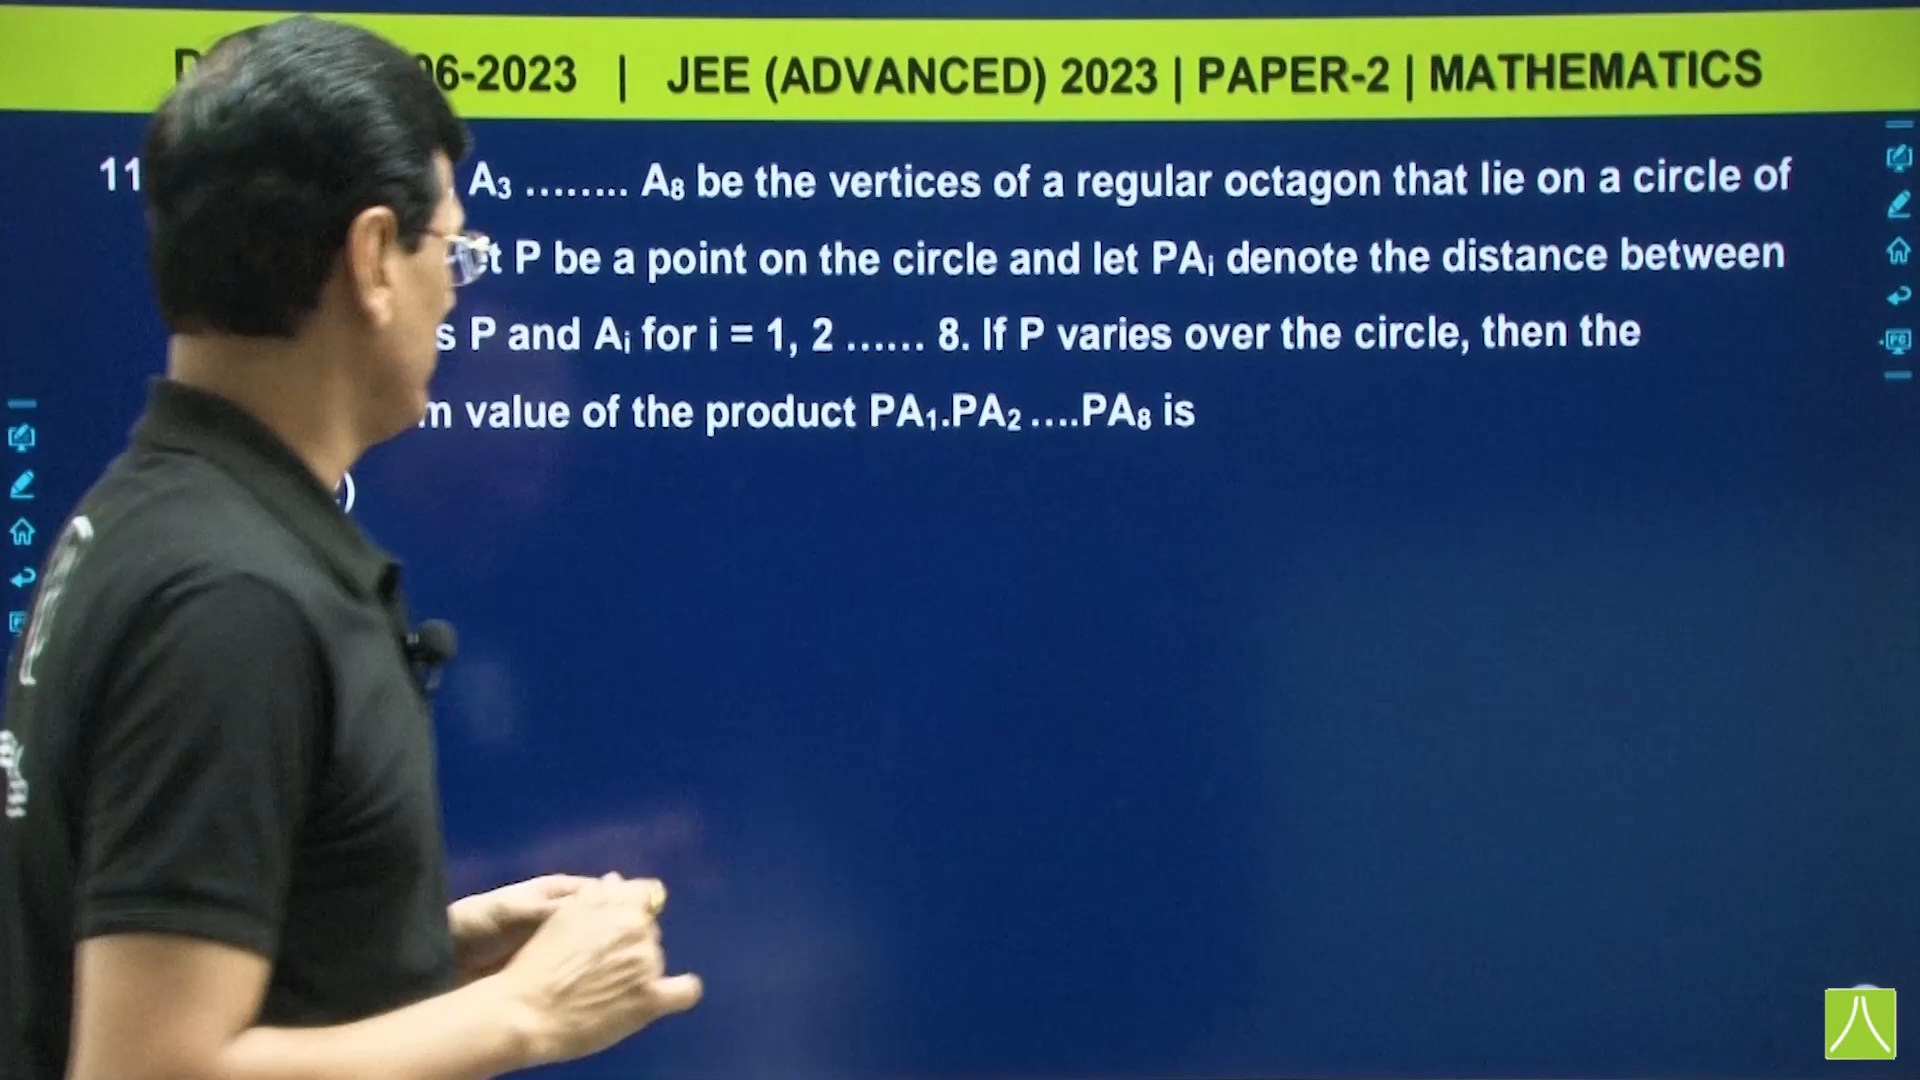 06-2023 | JEE (ADVANCED) 2023 | PAPER-2 | MATHEMATICS
11 A₃ ........ A₈ be the vertices of a regular octagon that lie on a circle of
P be a point on the circle and let PAᵢ denote the distance between
P and Aᵢ for i = 1, 2 ...... 8. If P varies over the circle, then the
value of the product PA₁.PA₂ ....PA₈ is
)